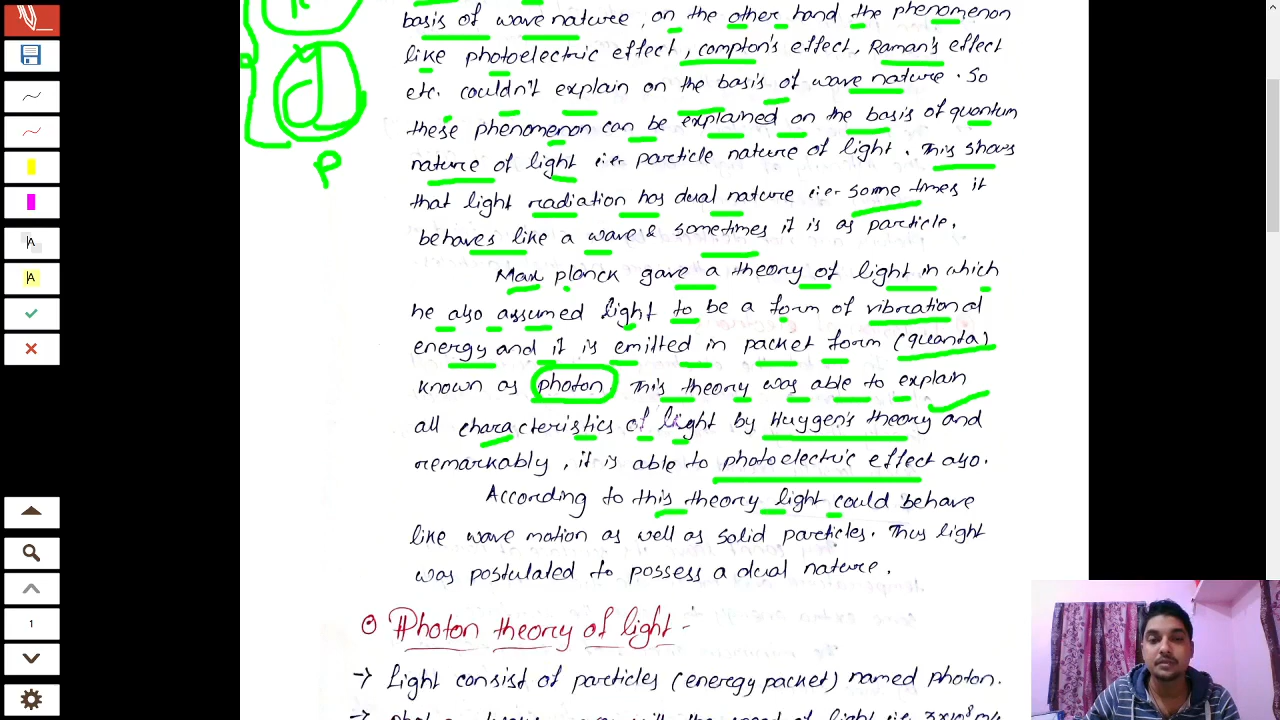 basis of wave nature, on the other hand the phenomenon
like photoelectric effect, compton's effect, Raman's effect
etc. couldn't explain on the basis of wave nature. So
these phenomenon can be explained on the basis of quantum
nature of light i.e. particle nature of light. This shows
that light radiation has dual nature i.e. some times it
behaves like a wave & sometimes it is as particle.
Max planck gave a theory of light in which
he also assumed light to be a form of vibrational
energy and it is emitted in packet form (quanta)
known as photon. This theory was able to explain
all characteristics of light by Huygen's theory and
remarkably, it is able to photoelectric effect also.
According to this theory light could behave
like wave motion as well as solid particles. Thus light
was postulated to possess a dual nature.
Photon theory of light :-
→ Light consist of particles (energy packet) named photon.
P
1